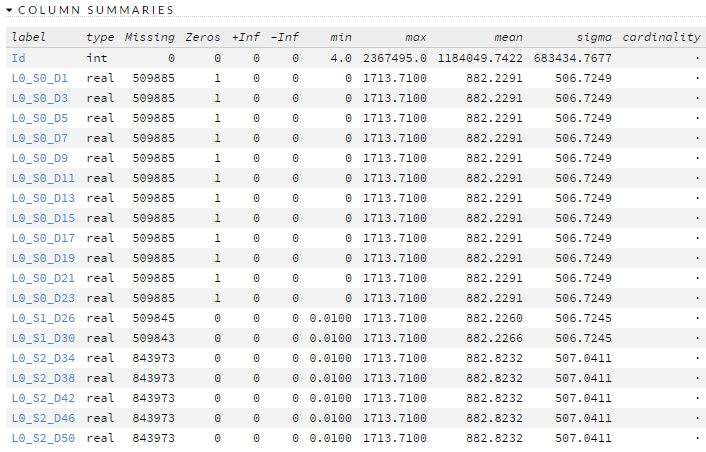 COLUMN SUMMARIES
label type Missing Zeros +Inf -Inf min max mean sigma cardinality
Id int 0 0 0 0 4.0 2367495.0 1184049.7422 683434.7677 ·
L0_S0_D1 real 509885 1 0 0 0 1713.7100 882.2291 506.7249 ·
L0_S0_D3 real 509885 1 0 0 0 1713.7100 882.2291 506.7249 ·
L0_S0_D5 real 509885 1 0 0 0 1713.7100 882.2291 506.7249 ·
L0_S0_D7 real 509885 1 0 0 0 1713.7100 882.2291 506.7249 ·
L0_S0_D9 real 509885 1 0 0 0 1713.7100 882.2291 506.7249 ·
L0_S0_D11 real 509885 1 0 0 0 1713.7100 882.2291 506.7249 ·
L0_S0_D13 real 509885 1 0 0 0 1713.7100 882.2291 506.7249 ·
L0_S0_D15 real 509885 1 0 0 0 1713.7100 882.2291 506.7249 ·
L0_S0_D17 real 509885 1 0 0 0 1713.7100 882.2291 506.7249 ·
L0_S0_D19 real 509885 1 0 0 0 1713.7100 882.2291 506.7249 ·
L0_S0_D21 real 509885 1 0 0 0 1713.7100 882.2291 506.7249 ·
L0_S0_D23 real 509885 1 0 0 0 1713.7100 882.2291 506.7249 ·
L0_S1_D26 real 509845 0 0 0 0.0100 1713.7100 882.2260 506.7245 ·
L0_S1_D30 real 509843 0 0 0 0.0100 1713.7100 882.2266 506.7249 ·
L0_S2_D34 real 843973 0 0 0 0.0100 1713.7100 882.8232 507.0411 ·
L0_S2_D38 real 843973 0 0 0 0.0100 1713.7100 882.8232 507.0411 ·
L0_S2_D42 real 843973 0 0 0 0.0100 1713.7100 882.8232 507.0411 ·
L0_S2_D46 real 843973 0 0 0 0.0100 1713.7100 882.8232 507.0411 ·
L0_S2_D50 real 843973 0 0 0 0.0100 1713.7100 882.8232 507.0411 ·